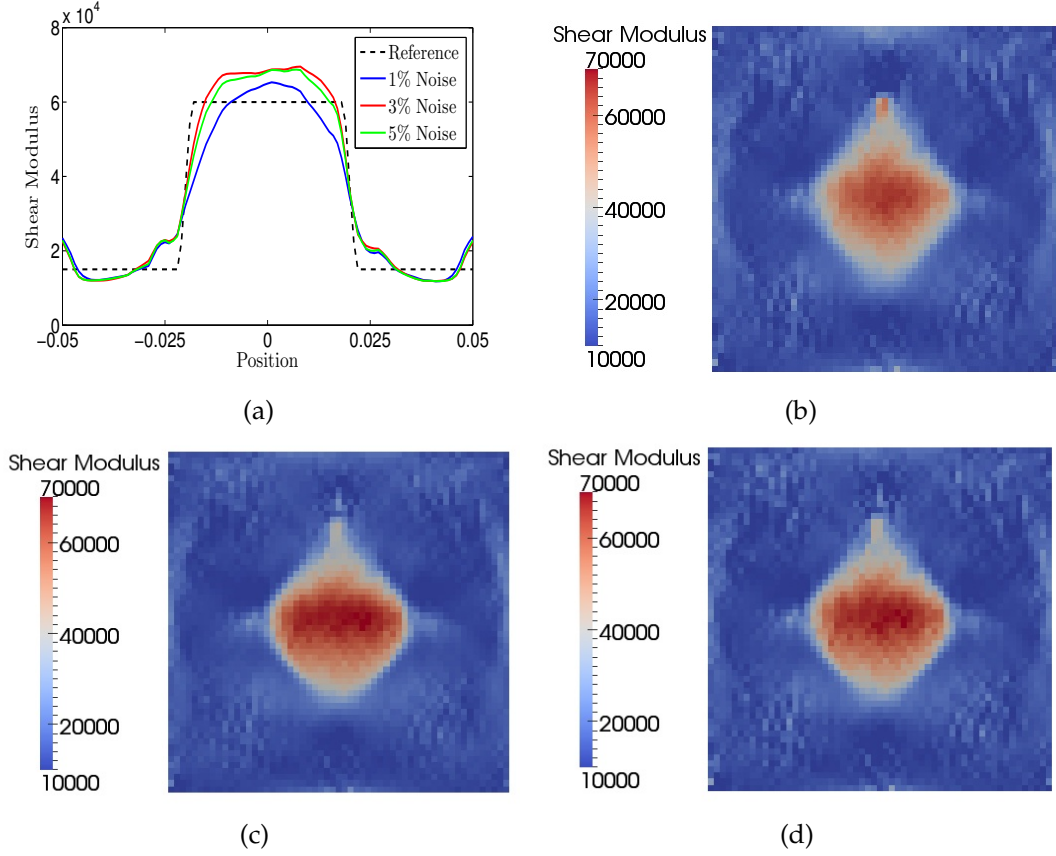 x 10⁴
8
6
4
2
0
Shear Modulus
−0.05
−0.025
0
0.025
0.05
Position
Reference
1% Noise
3% Noise
5% Noise
(a)
Shear Modulus
70000
60000
40000
20000
10000
(b)
Shear Modulus
70000
60000
40000
20000
10000
(c)
Shear Modulus
70000
60000
40000
20000
10000
(d)